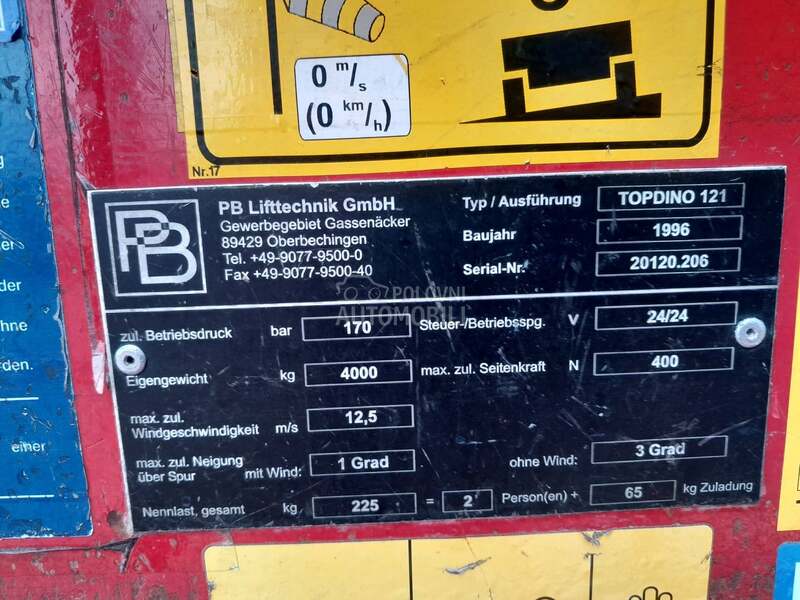 0 m/s
(0 km/h)
Nr.17
PB
PB Lifttechnik GmbH
Gewerbegebiet Gassenäcker
89429 Oberbechingen
Tel. +49-9077-9500-0
Fax +49-9077-9500-40
Typ / Ausführung TOPDINO 121
Baujahr 1996
Serial-Nr. 20120.206
POLOVNI
AUTOMOBILI
zul. Betriebsdruck bar 170 Steuer-/Betriebsspg. V 24/24
Eigengewicht kg 4000 max. zul. Seitenkraft N 400
max. zul.
Windgeschwindigkeit m/s 12,5
max. zul. Neigung
über Spur mit Wind: 1 Grad ohne Wind: 3 Grad
Nennlast, gesamt kg 225 = 2 Person(en) + 65 kg Zuladung
einer